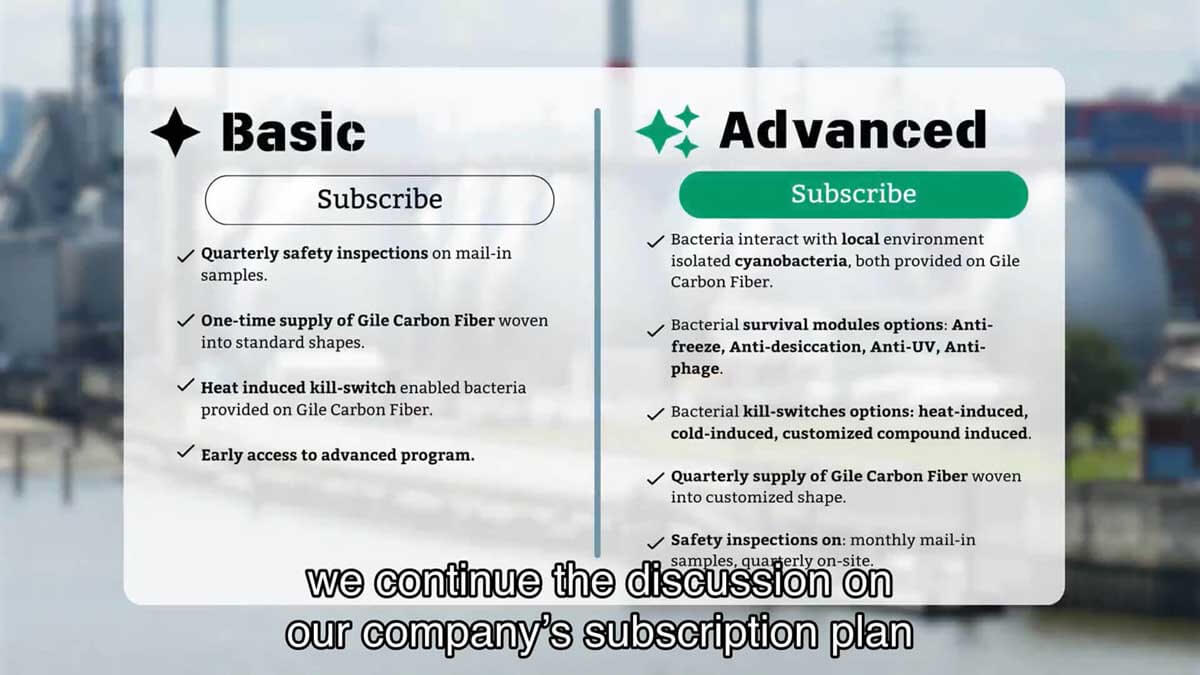 Basic
Subscribe
Quarterly safety inspections on mail-in
samples.
One-time supply of Gile Carbon Fiber woven
into standard shapes.
Heat induced kill-switch enabled bacteria
provided on Gile Carbon Fiber.
Early access to advanced program.
Advanced
Subscribe
Bacteria interact with local environment
isolated cyanobacteria, both provided on Gile
Carbon Fiber.
Bacterial survival modules options: Anti-
freeze, Anti-desiccation, Anti-UV, Anti-
phage.
Bacterial kill-switches options: heat-induced,
cold-induced, customized compound induced.
Quarterly supply of Gile Carbon Fiber woven
into customized shape.
Safety inspections on: monthly mail-in
samples, quarterly on-site.
we continue the discussion on
our company's subscription plan